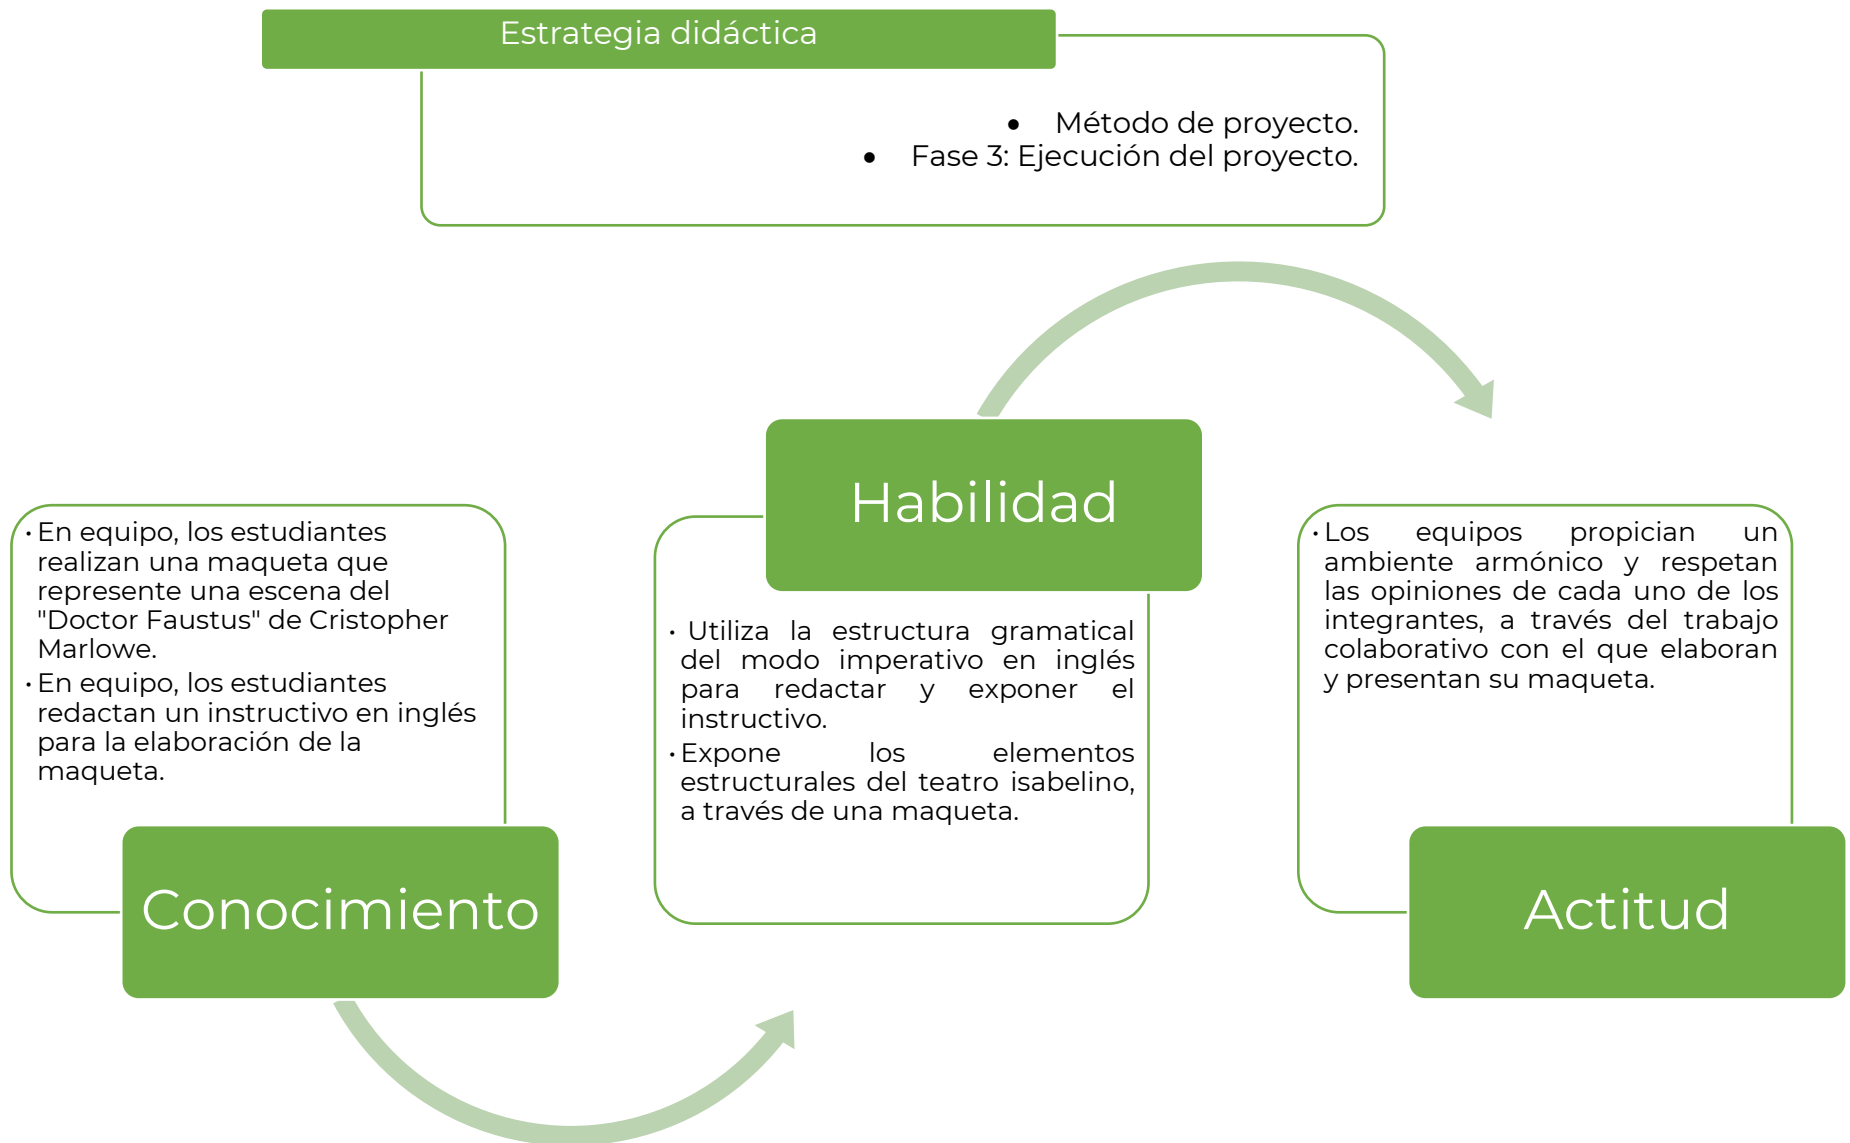 Estrategia didáctica
• Método de proyecto.
• Fase 3: Ejecución del proyecto.
• En equipo, los estudiantes
realizan una maqueta que
represente una escena del
"Doctor Faustus" de Cristopher
Marlowe.
• En equipo, los estudiantes
redactan un instructivo en inglés
para la elaboración de la
maqueta.
Conocimiento
Habilidad
• Utiliza la estructura gramatical
del modo imperativo en inglés
para redactar y exponer el
instructivo.
• Expone los elementos
estructurales del teatro isabelino,
a través de una maqueta.
• Los equipos propician un
ambiente armónico y respetan
las opiniones de cada uno de los
integrantes, a través del trabajo
colaborativo con el que elaboran
y presentan su maqueta.
Actitud